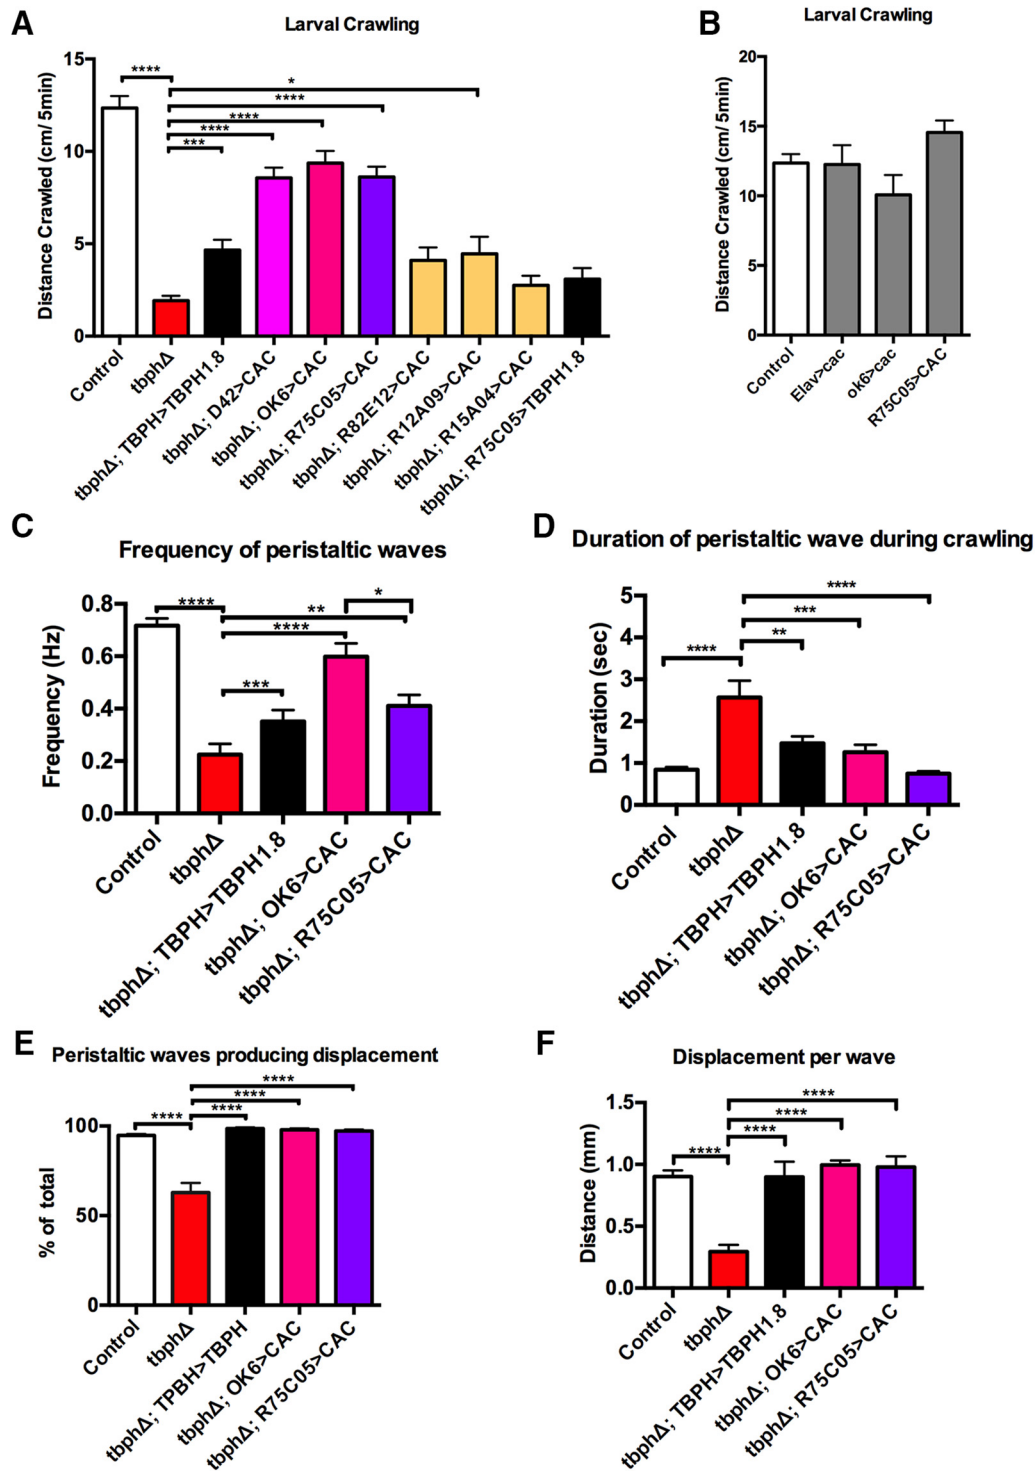 A
Larval Crawling
Distance Crawled (cm/ 5min)
15
10
5
0
****
*
****
****
****
***
Control
tbphΔ
tbphΔ; TBPH>TBPH1.8
tbphΔ; D42>CAC
tbphΔ; OK6>CAC
tbphΔ; R75C05>CAC
tbphΔ; R82E12>CAC
tbphΔ; R12A09>CAC
tbphΔ; R15A04>CAC
tbphΔ; R75C05>TBPH1.8
B
Larval Crawling
Distance Crawled (cm/ 5min)
20
15
10
5
0
Control
Elav>cac
ok6>cac
R75C05>CAC
C
Frequency of peristaltic waves
Frequency (Hz)
0.8
0.6
0.4
0.2
0.0
****
*
**
****
***
Control
tbphΔ
tbphΔ; TBPH>TBPH1.8
tbphΔ; OK6>CAC
tbphΔ; R75C05>CAC
D
Duration of peristaltic wave during crawling
Duration (sec)
5
4
3
2
1
0
****
***
**
****
Control
tbphΔ
tbphΔ; TBPH>TBPH1.8
tbphΔ; OK6>CAC
tbphΔ; R75C05>CAC
E
Peristaltic waves producing displacement
% of total
100
50
0
****
****
****
****
Control
tbphΔ
tbphΔ; TPBH>TBPH
tbphΔ; OK6>CAC
tbphΔ; R75C05>CAC
F
Displacement per wave
Distance (mm)
1.5
1.0
0.5
0.0
****
****
****
****
Control
tbphΔ
tbphΔ; TBPH>TBPH1.8
tbphΔ; OK6>CAC
tbphΔ; R75C05>CAC